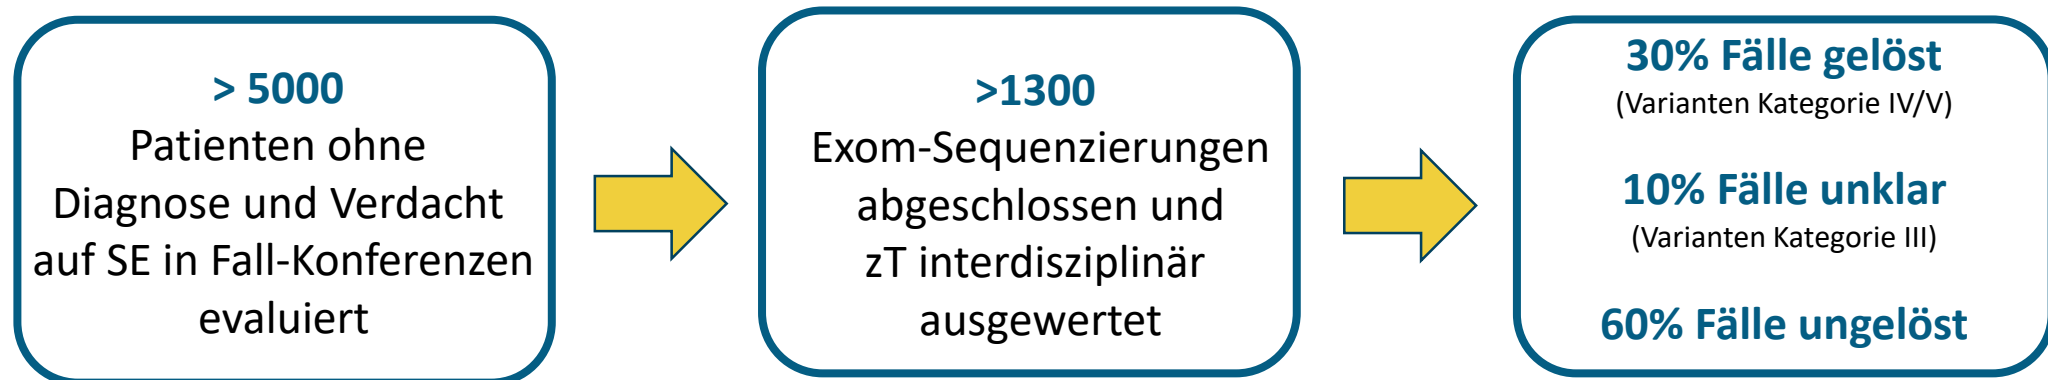 > 5000
Patienten ohne
Diagnose und Verdacht
auf SE in Fall-Konferenzen
evaluiert
>1300
Exom-Sequenzierungen
abgeschlossen und
zT interdisziplinär
ausgewertet
30% Fälle gelöst
(Varianten Kategorie IV/V)
10% Fälle unklar
(Varianten Kategorie III)
60% Fälle ungelöst